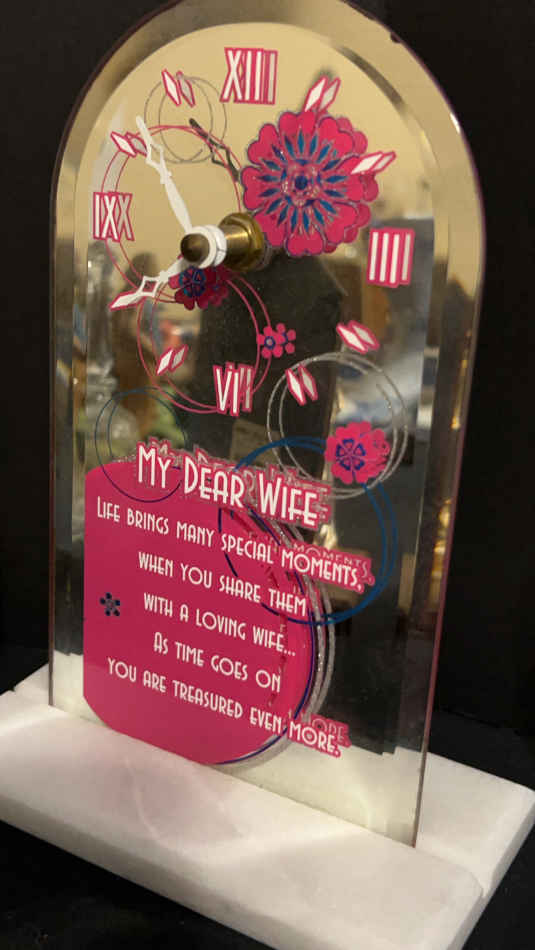 XII
IX
III
VI
MY DEAR WIFE
LIFE BRINGS MANY SPECIAL MOMENTS,
WHEN YOU SHARE THEM
WITH A LOVING WIFE...
AS TIME GOES ON
YOU ARE TREASURED EVEN MORE.